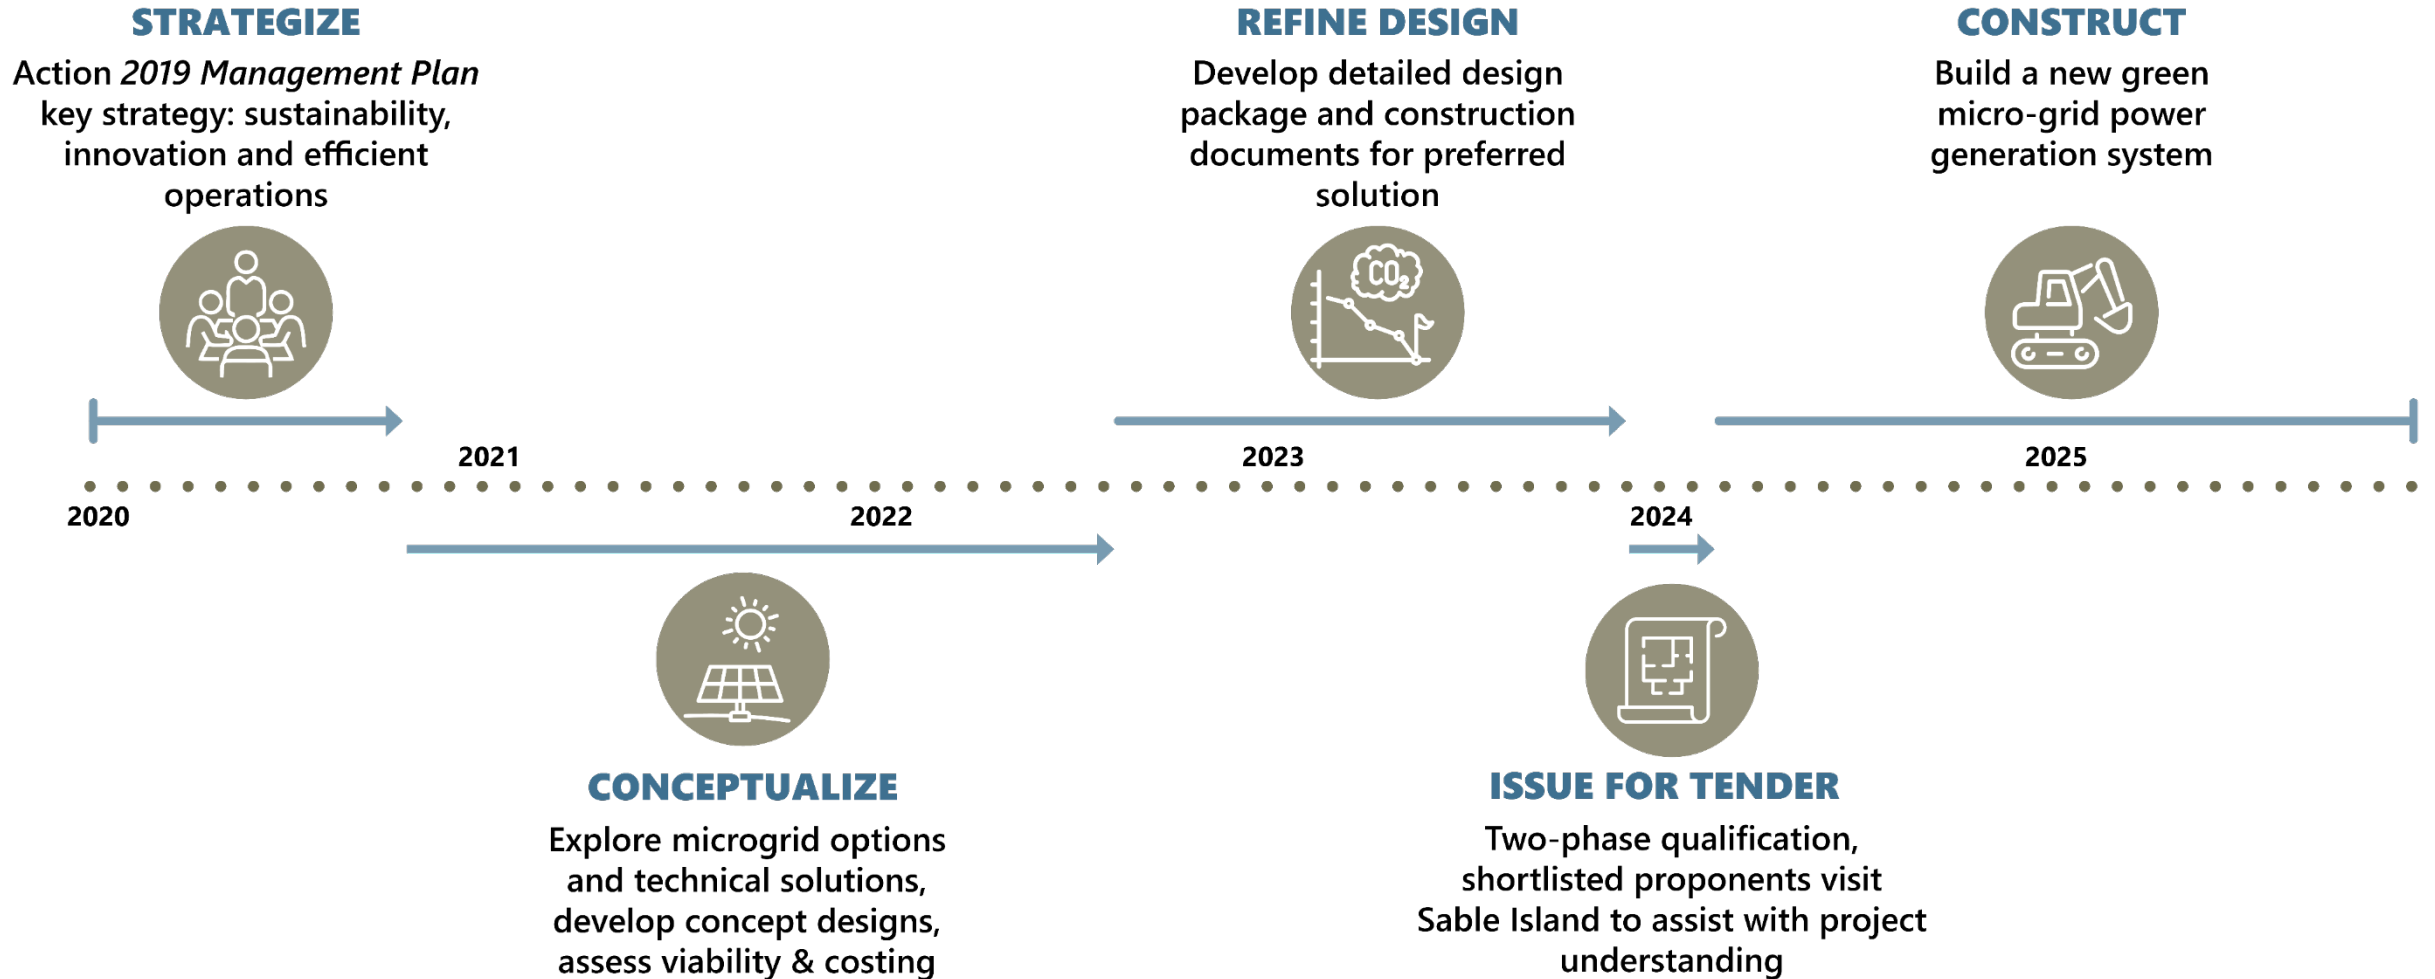 STRATEGIZE
Action 2019 Management Plan
key strategy: sustainability,
innovation and efficient
operations
REFINE DESIGN
Develop detailed design
package and construction
documents for preferred
solution
CONSTRUCT
Build a new green
micro-grid power
generation system
CO₂
2021
2023
2025
2020
2022
2024
CONCEPTUALIZE
Explore microgrid options
and technical solutions,
develop concept designs,
assess viability & costing
ISSUE FOR TENDER
Two-phase qualification,
shortlisted proponents visit
Sable Island to assist with project
understanding